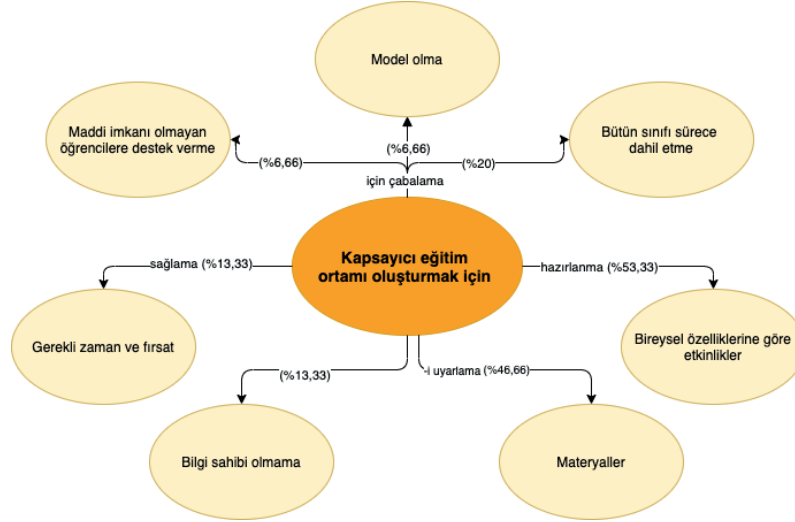 Model olma
Maddi imkanı olmayan
öğrencilere destek verme
Bütün sınıfı sürece
dahil etme
(%6,66)
(%6,66)
(%20)
için çabalama
Kapsayıcı eğitim
ortamı oluşturmak için
sağlama (%13,33)
hazırlanma (%53,33)
Gerekli zaman ve fırsat
Bireysel özelliklerine göre
etkinlikler
(%13,33)
-i uyarlama (%46,66)
Bilgi sahibi olmama
Materyaller